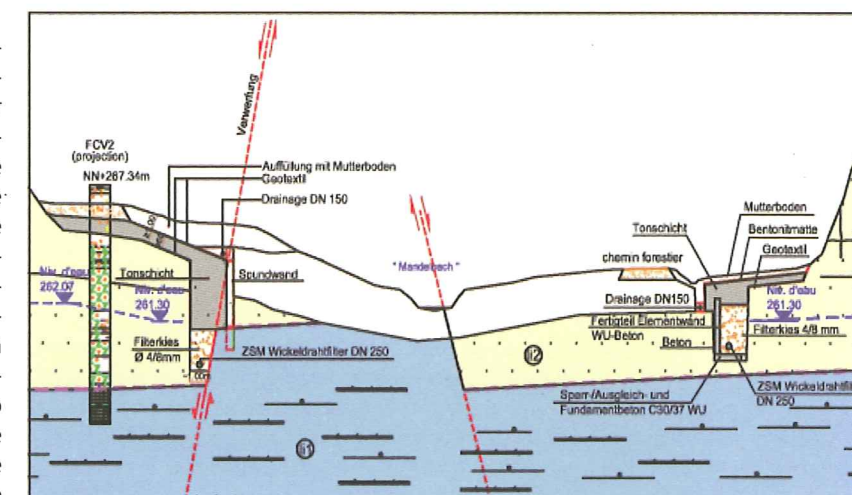 Verwerfung
FCV2
(projection)
NN+267.34m
Auffüllung mit Mutterboden
Geotextil
Drainage DN 150
Niv. d'eau
262.07
Tonschicht
Niv. d'eau
261.30
Spundwand
Filterkies
Ø 4/8mm
ZSM Wickeldrahtfilter DN 250
"Mandelbach"
li1
li2
Mutterboden
Bentonitmatte
Geotextil
Tonschicht
chemin forestier
Drainage DN150
Fertigteil Elementwand
WU-Beton
Beton
Niv. d'eau
261.30
Filterkies 4/8 mm
Sperr-/Ausgleich- und
Fundamentbeton C30/37 WU
ZSM Wickeldrahtfil
DN 250